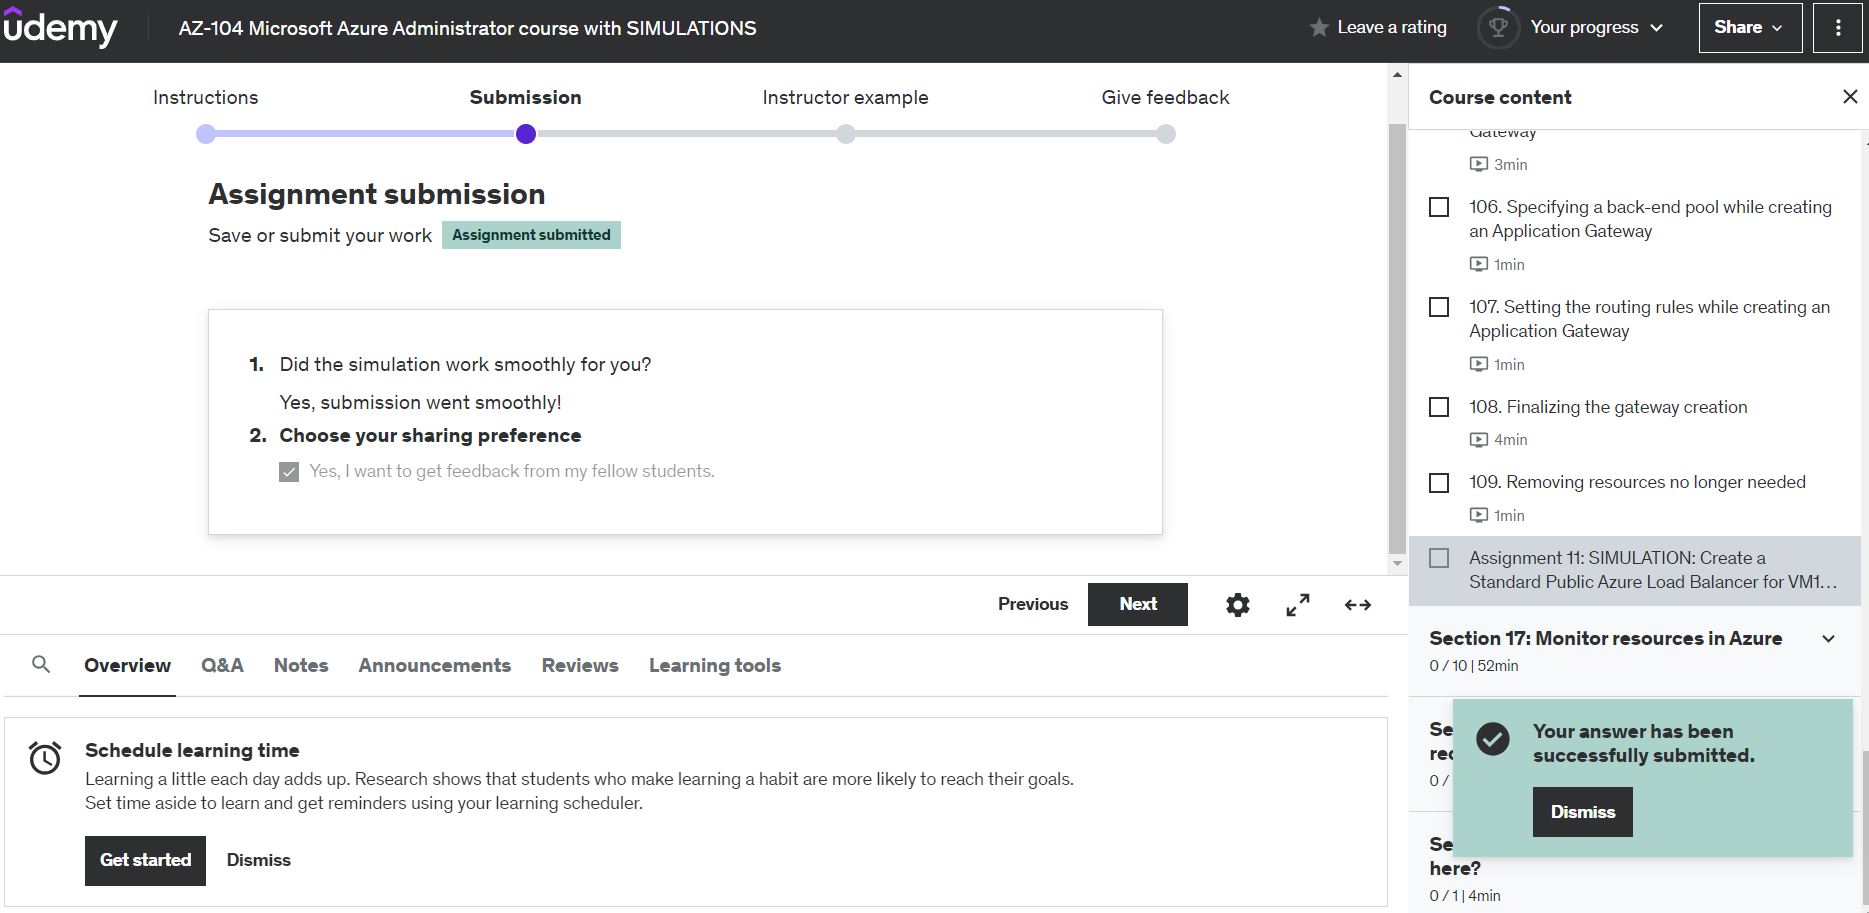 udemy
AZ-104 Microsoft Azure Administrator course with SIMULATIONS
Leave a rating
Your progress
Share
Instructions
Submission
Instructor example
Give feedback
Assignment submission
Save or submit your work
Assignment submitted
1. Did the simulation work smoothly for you?
Yes, submission went smoothly!
2. Choose your sharing preference
Yes, I want to get feedback from my fellow students.
Previous
Next
Overview
Q&A
Notes
Announcements
Reviews
Learning tools
Schedule learning time
Learning a little each day adds up. Research shows that students who make learning a habit are more likely to reach their goals.
Set time aside to learn and get reminders using your learning scheduler.
Get started
Dismiss
Course content
Gateway
3min
106. Specifying a back-end pool while creating
an Application Gateway
1min
107. Setting the routing rules while creating an
Application Gateway
1min
108. Finalizing the gateway creation
4min
109. Removing resources no longer needed
1min
Assignment 11: SIMULATION: Create a
Standard Public Azure Load Balancer for VM1...
Section 17: Monitor resources in Azure
0 / 10 | 52min
Se
rec
0 /
Your answer has been
successfully submitted.
Dismiss
Se
here?
0 / 1 | 4min